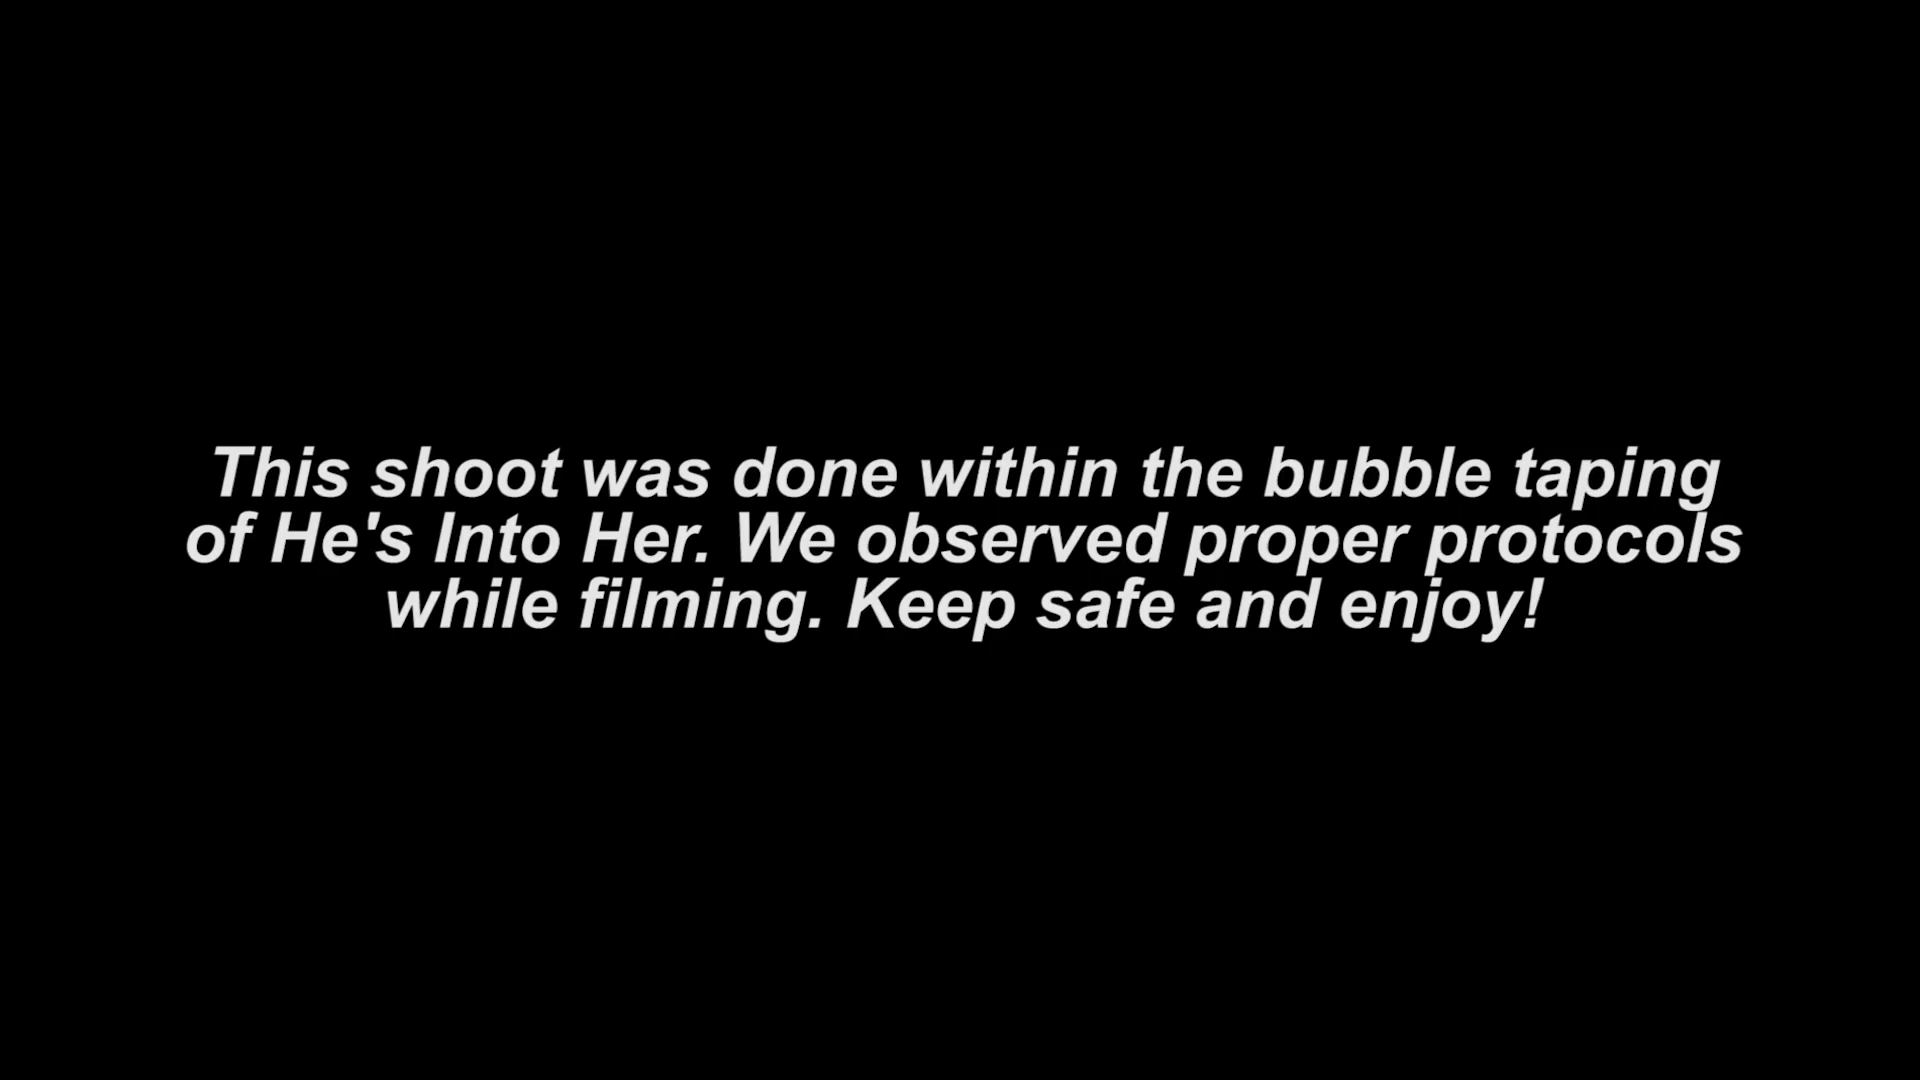 This shoot was done within the bubble taping
of He's Into Her. We observed proper protocols
while filming. Keep safe and enjoy!